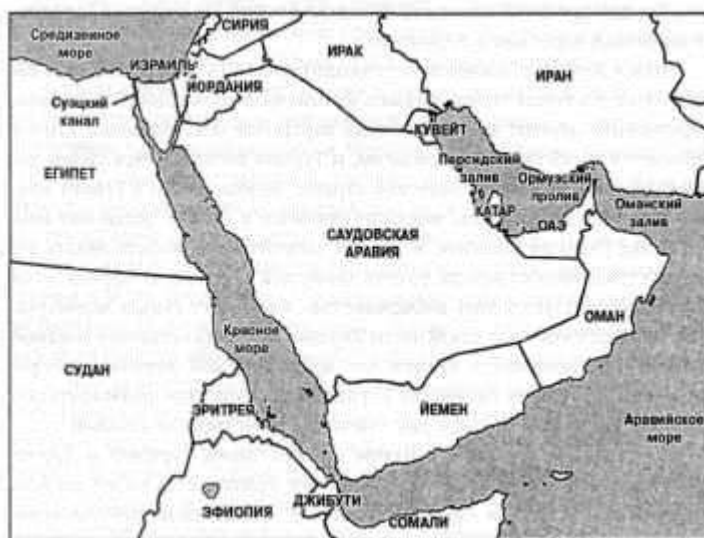 СИРИЯ
Средиземное
море
ИЗРАИЛЬ
ИРАК
ИРАН
ИОРДАНИЯ
Суэцкий
канал
КУВЕЙТ
ЕГИПЕТ
Персидский
залив
Ормузский
пролив
КАТАР
ОАЭ
Оманский
залив
САУДОВСКАЯ
АРАВИЯ
ОМАН
Красное
море
СУДАН
ЭРИТРЕЯ
ЙЕМЕН
Аравийское
море
ДЖИБУТИ
ЭФИОПИЯ
СОМАЛИ